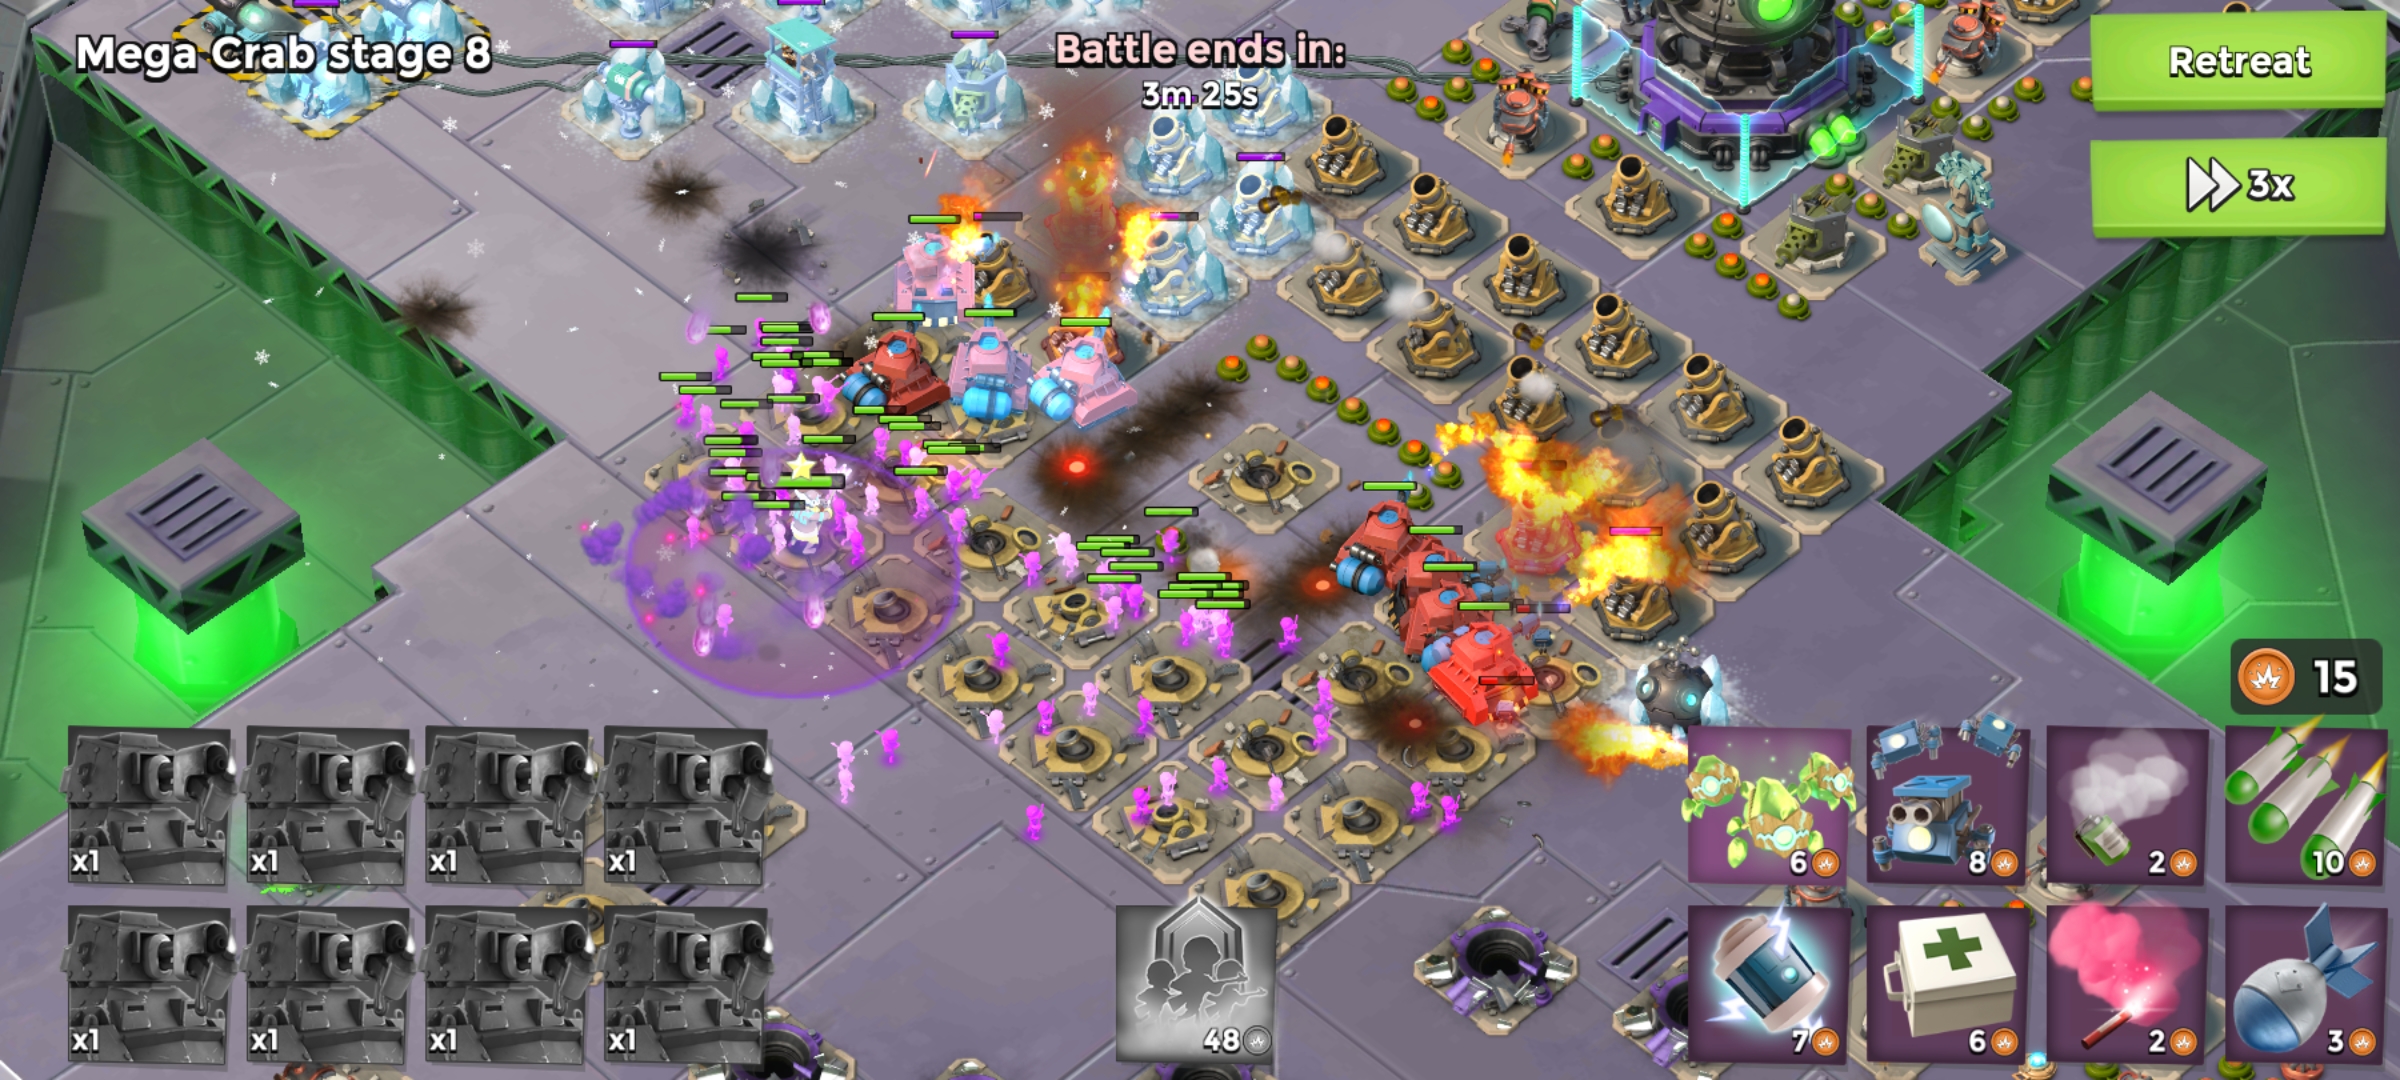 Mega Crab stage 8
Battle ends in:
3m 25s
Retreat
3x
15
x1
x1
x1
x1
6
8
2
10
x1
x1
x1
x1
48
7
6
2
3